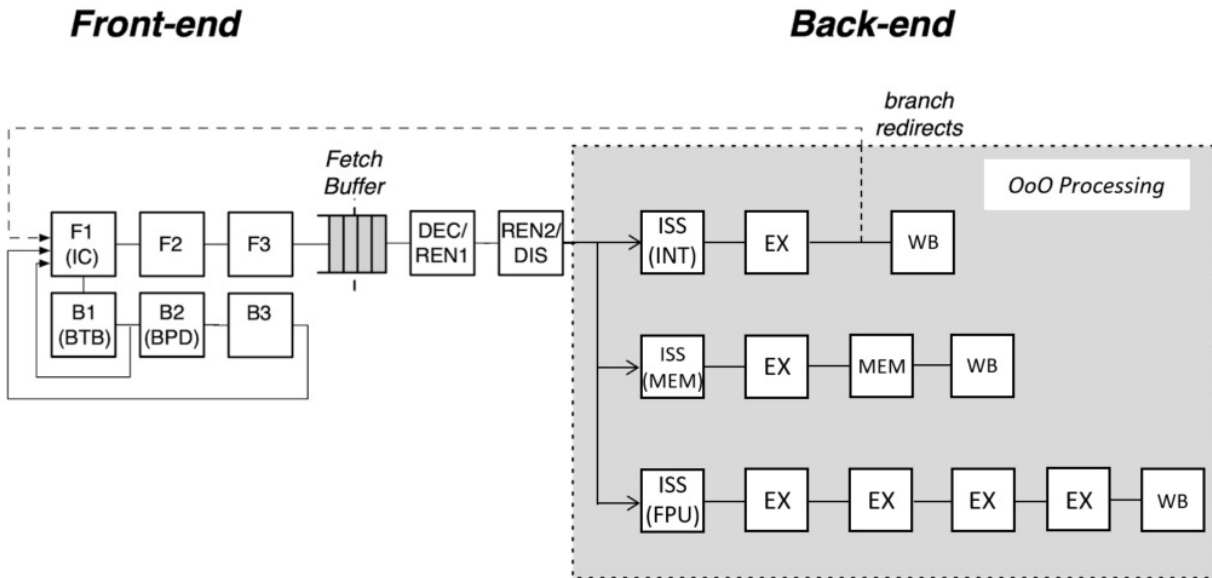 Front-end
Back-end
branch
redirects
OoO Processing
Fetch
Buffer
F1
(IC)
F2
F3
DEC/
REN1
REN2/
DIS
ISS
(INT)
EX
WB
B1
(BTB)
B2
(BPD)
B3
ISS
(MEM)
EX
MEM
WB
ISS
(FPU)
EX
EX
EX
EX
WB